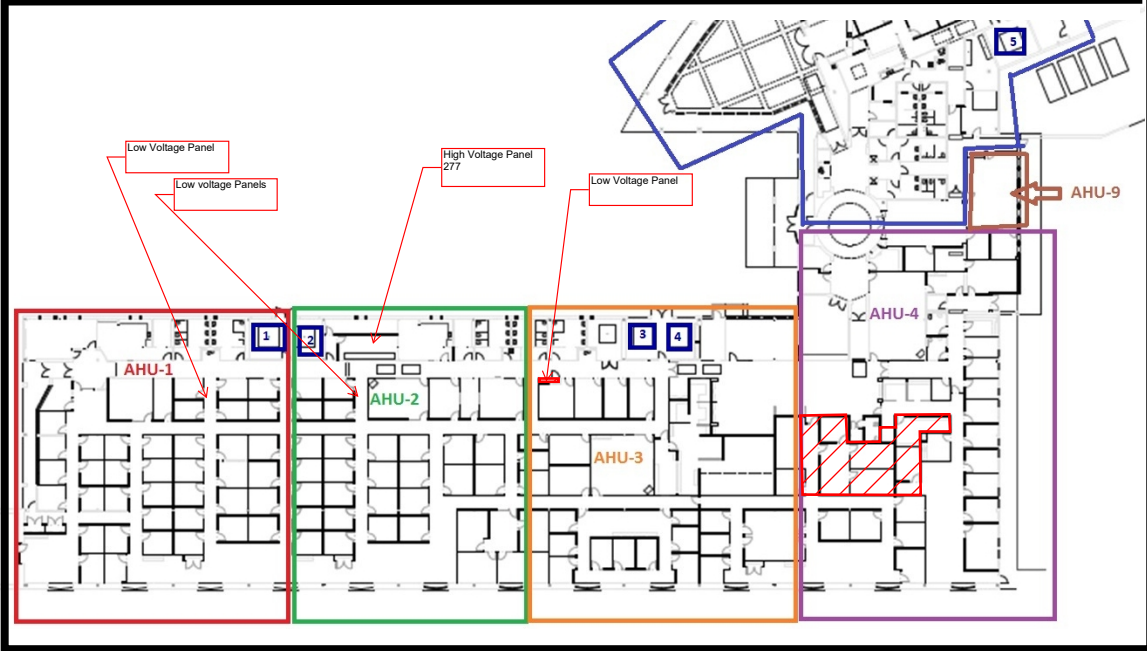 5
Low Voltage Panel
High Voltage Panel
277
Low voltage Panels
Low Voltage Panel
AHU-9
AHU-4
1
2
3
4
AHU-1
AHU-2
AHU-3